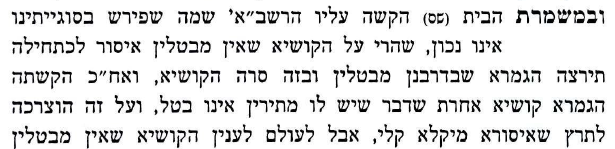 ובמשמרת הבית (שם) הקשה עליו הרשב״א׳ שמה שפירש בסוגייתינו
אינו נכון, שהרי על הקושיא שאין מבטלין איסור לכתחילה
תירצה הגמרא שבדרבנן מבטלין ובזה סרה הקושיא, ואח״כ הקשתה
הגמרא קושיא אחרת שדבר שיש לו מתירין אינו בטל, ועל זה הוצרכה
לתרץ שאיסורא מיקלא קלי, אבל לעולם לענין הקושיא שאין מבטלין